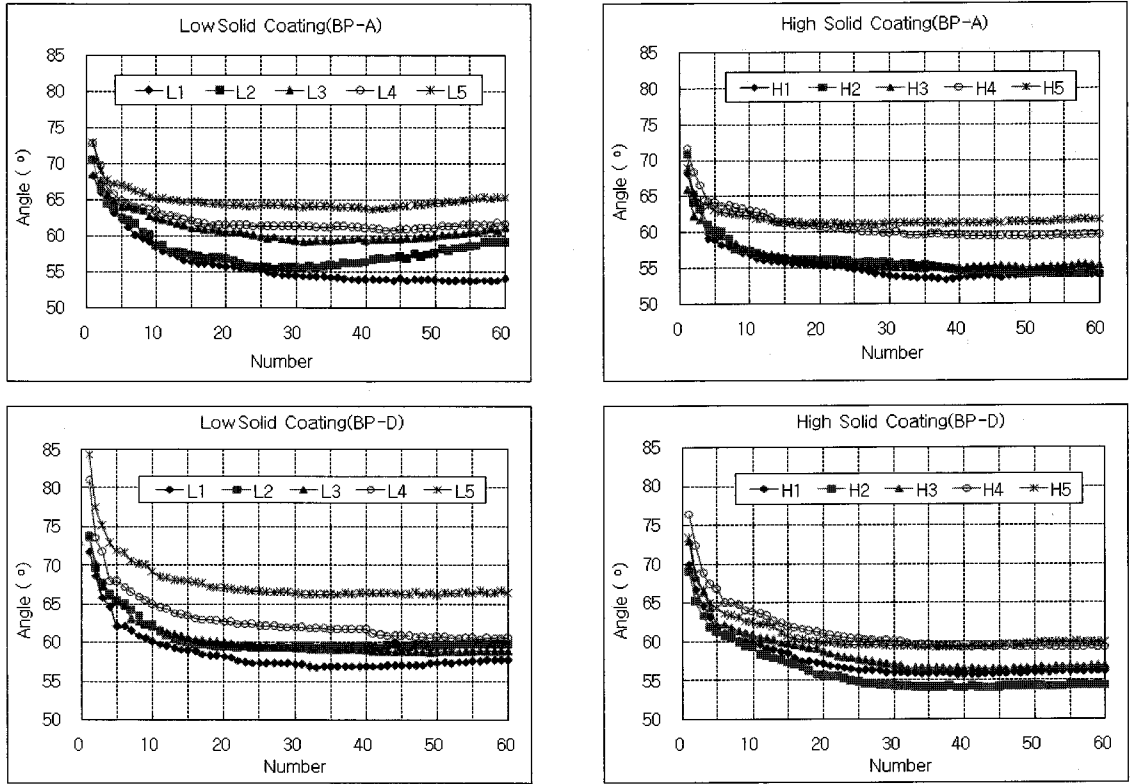 Low Solid Coating(BP-A)
85
80
75
70
65
60
55
50
Angle ( º)
L1 L2 L3 L4 L5
0 10 20 30 40 50 60
Number
High Solid Coating(BP-A)
85
80
75
70
65
60
55
50
Angle ( º)
H1 H2 H3 H4 H5
0 10 20 30 40 50 60
Number
Low Solid Coating(BP-D)
85
80
75
70
65
60
55
50
Angle ( º)
L1 L2 L3 L4 L5
0 10 20 30 40 50 60
Number
High Solid Coating(BP-D)
85
80
75
70
65
60
55
50
Angle ( º)
H1 H2 H3 H4 H5
0 10 20 30 40 50 60
Number